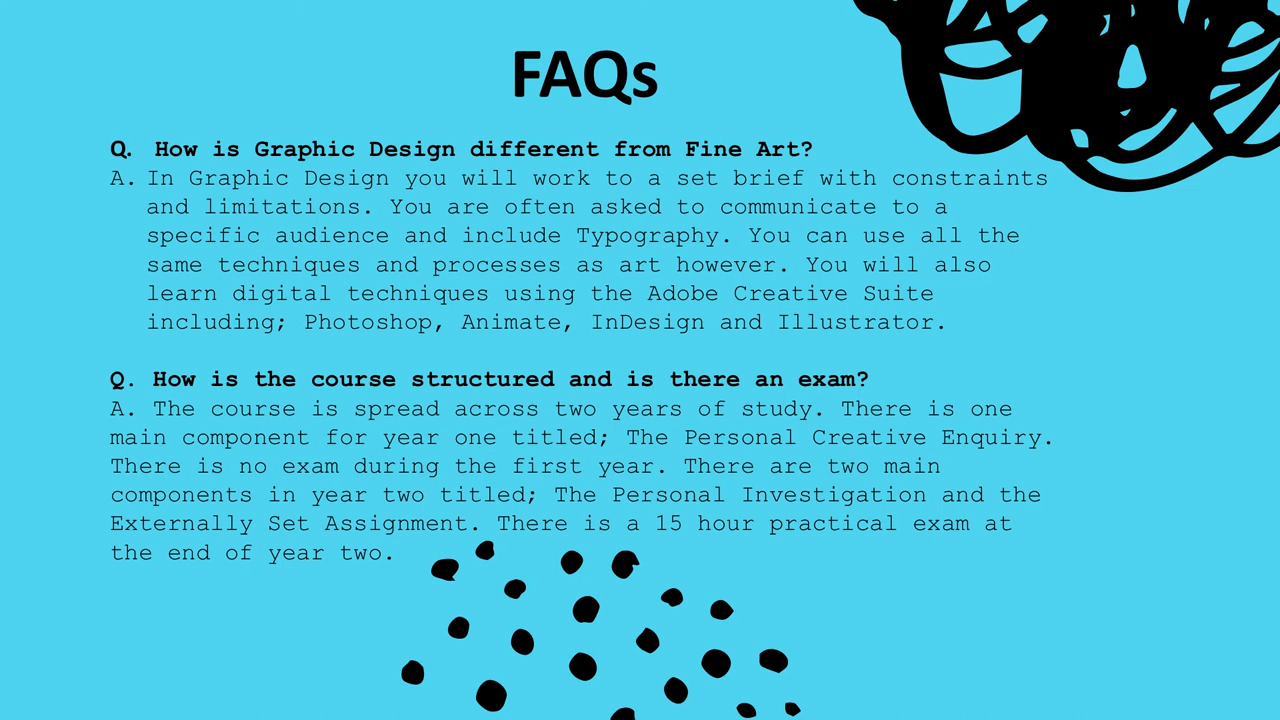 FAQs
Q. How is Graphic Design different from Fine Art?
A. In Graphic Design you will work to a set brief with constraints
and limitations. You are often asked to communicate to a
specific audience and include Typography. You can use all the
same techniques and processes as art however. You will also
learn digital techniques using the Adobe Creative Suite
including; Photoshop, Animate, InDesign and Illustrator.
Q. How is the course structured and is there an exam?
A. The course is spread across two years of study. There is one
main component for year one titled; The Personal Creative Enquiry.
There is no exam during the first year. There are two main
components in year two titled; The Personal Investigation and the
Externally Set Assignment. There is a 15 hour practical exam at
the end of year two.